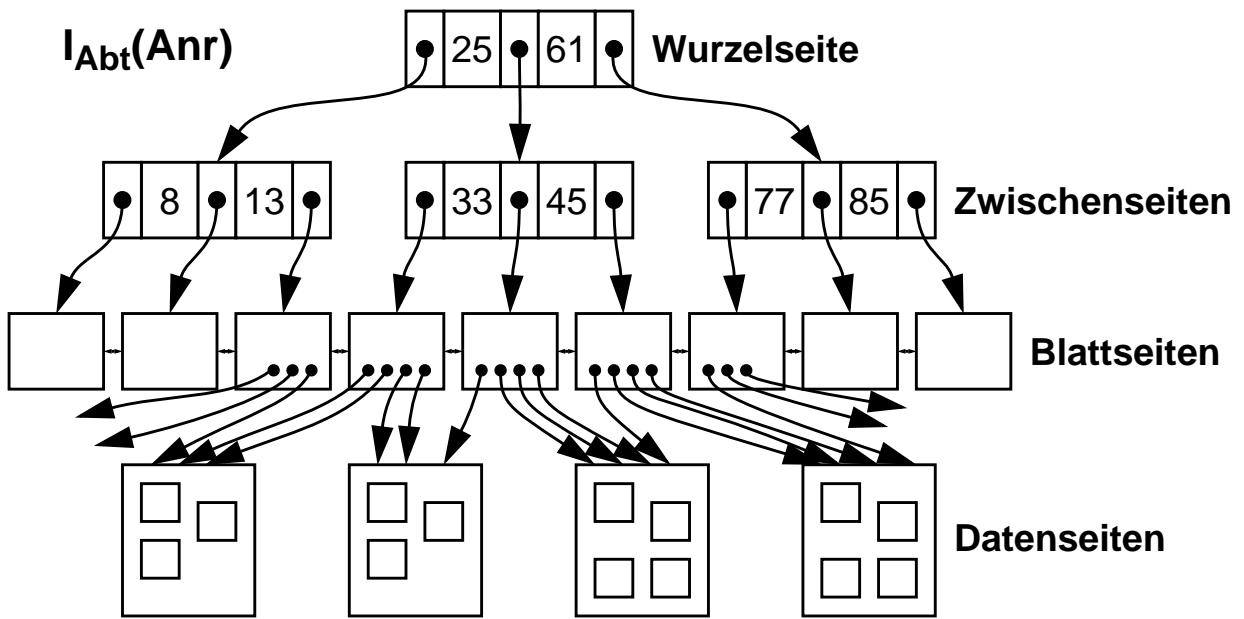 I_Abt(Anr)
25 61 Wurzelseite
8 13 33 45 77 85 Zwischenseiten
Blattseiten
Datenseiten